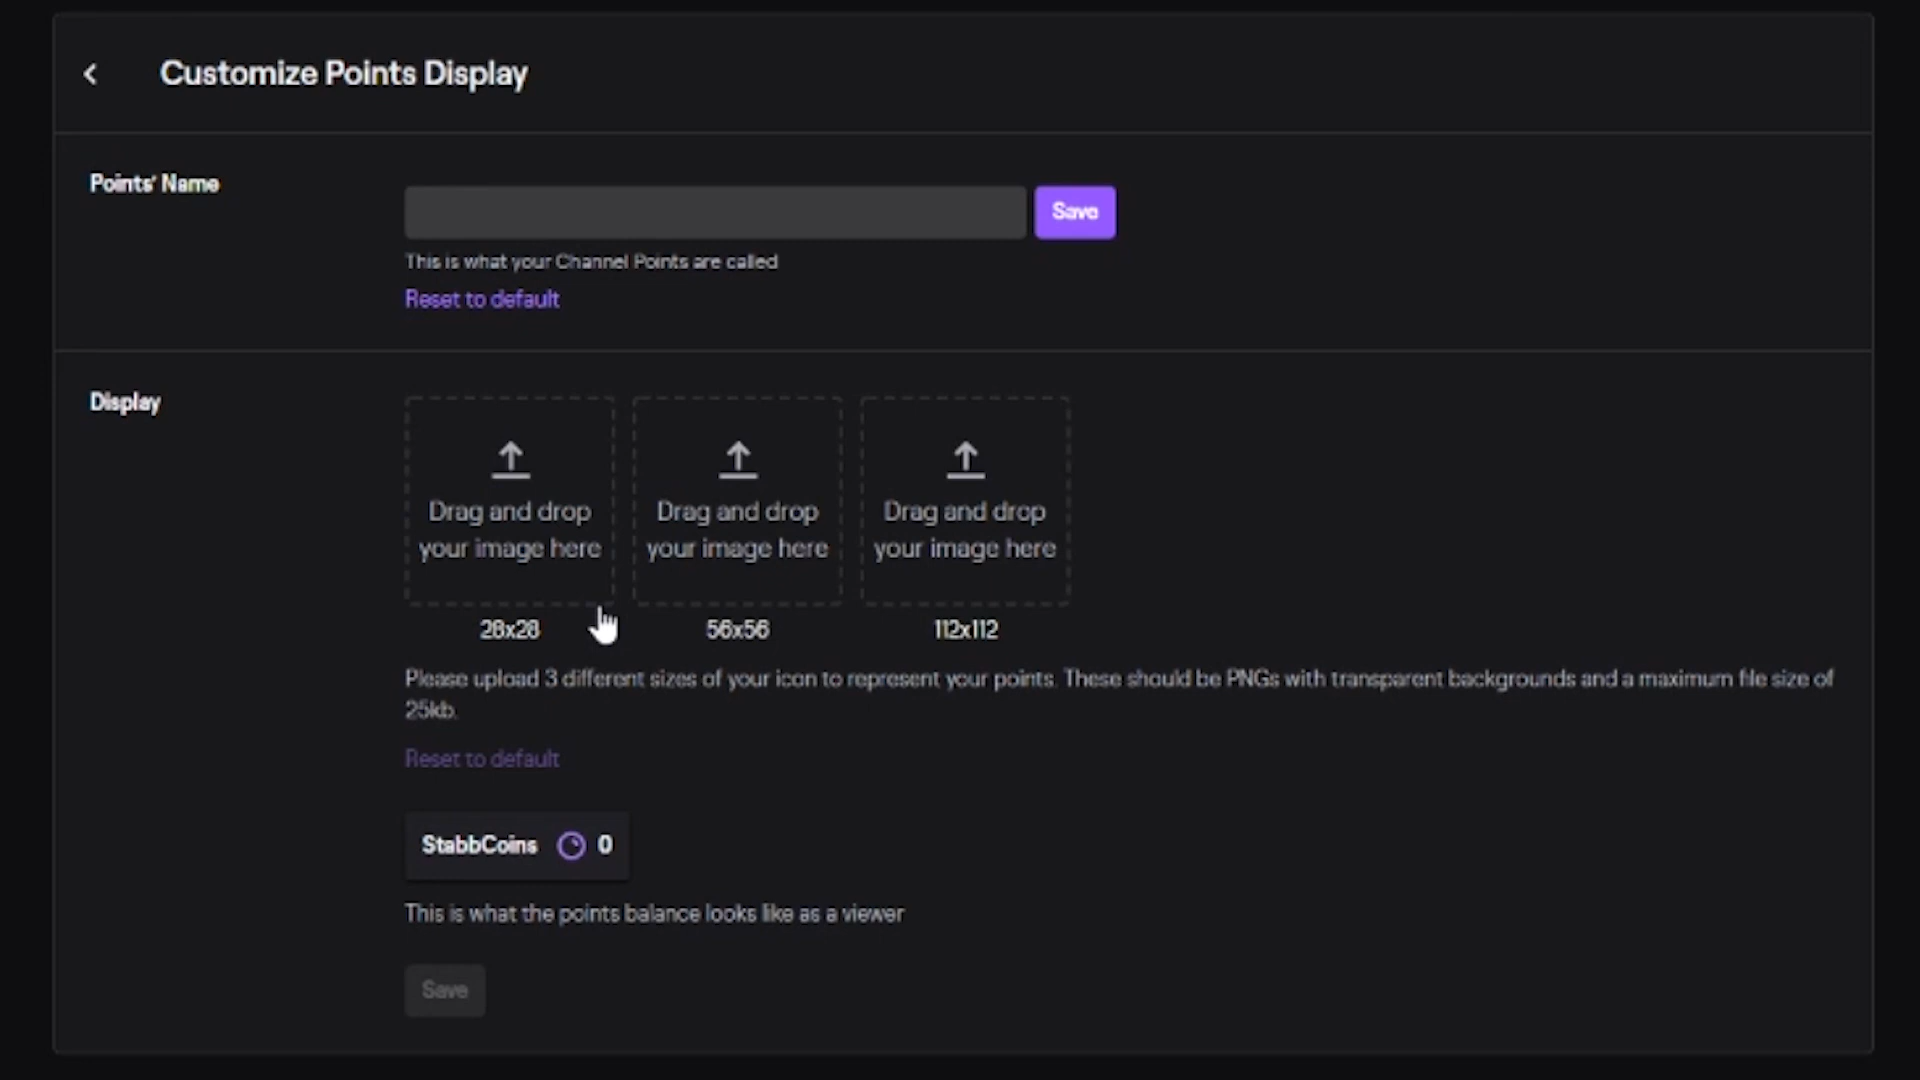 Customize Points Display
Points' Name
Save
This is what your Channel Points are called
Reset to default
Display
Drag and drop your image here
Drag and drop your image here
Drag and drop your image here
28x28
56x56
112x112
Please upload 3 different sizes of your icon to represent your points. These should be PNGs with transparent backgrounds and a maximum file size of
25kb.
Reset to default
StabbCoins 0
This is what the points balance looks like as a viewer
Save